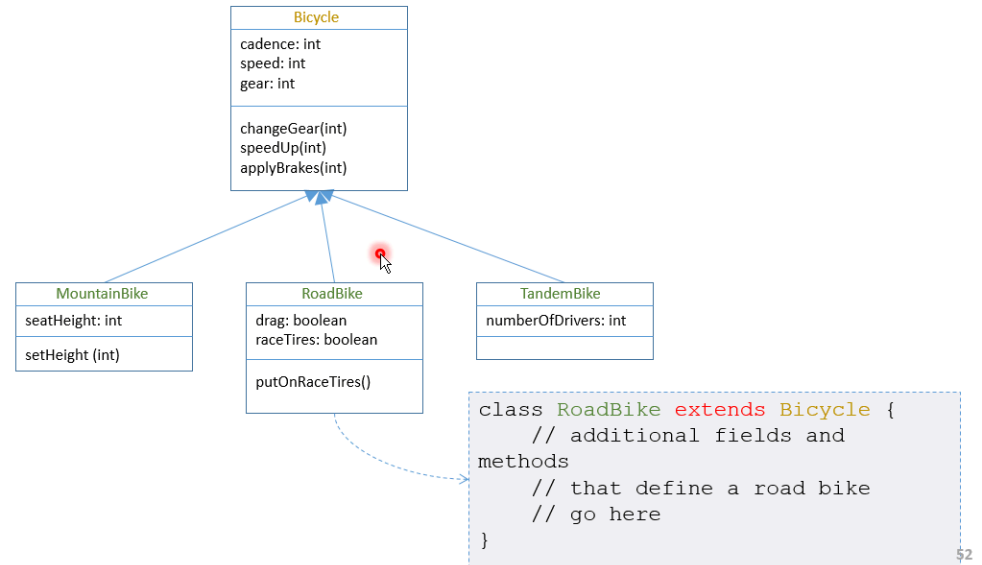 Bicycle
cadence: int
speed: int
gear: int
changeGear(int)
speedUp(int)
applyBrakes(int)
MountainBike
seatHeight: int
setHeight (int)
RoadBike
drag: boolean
raceTires: boolean
putOnRaceTires()
TandemBike
numberOfDrivers: int
class RoadBike extends Bicycle {
    // additional fields and
methods
    // that define a road bike
    // go here
}
52